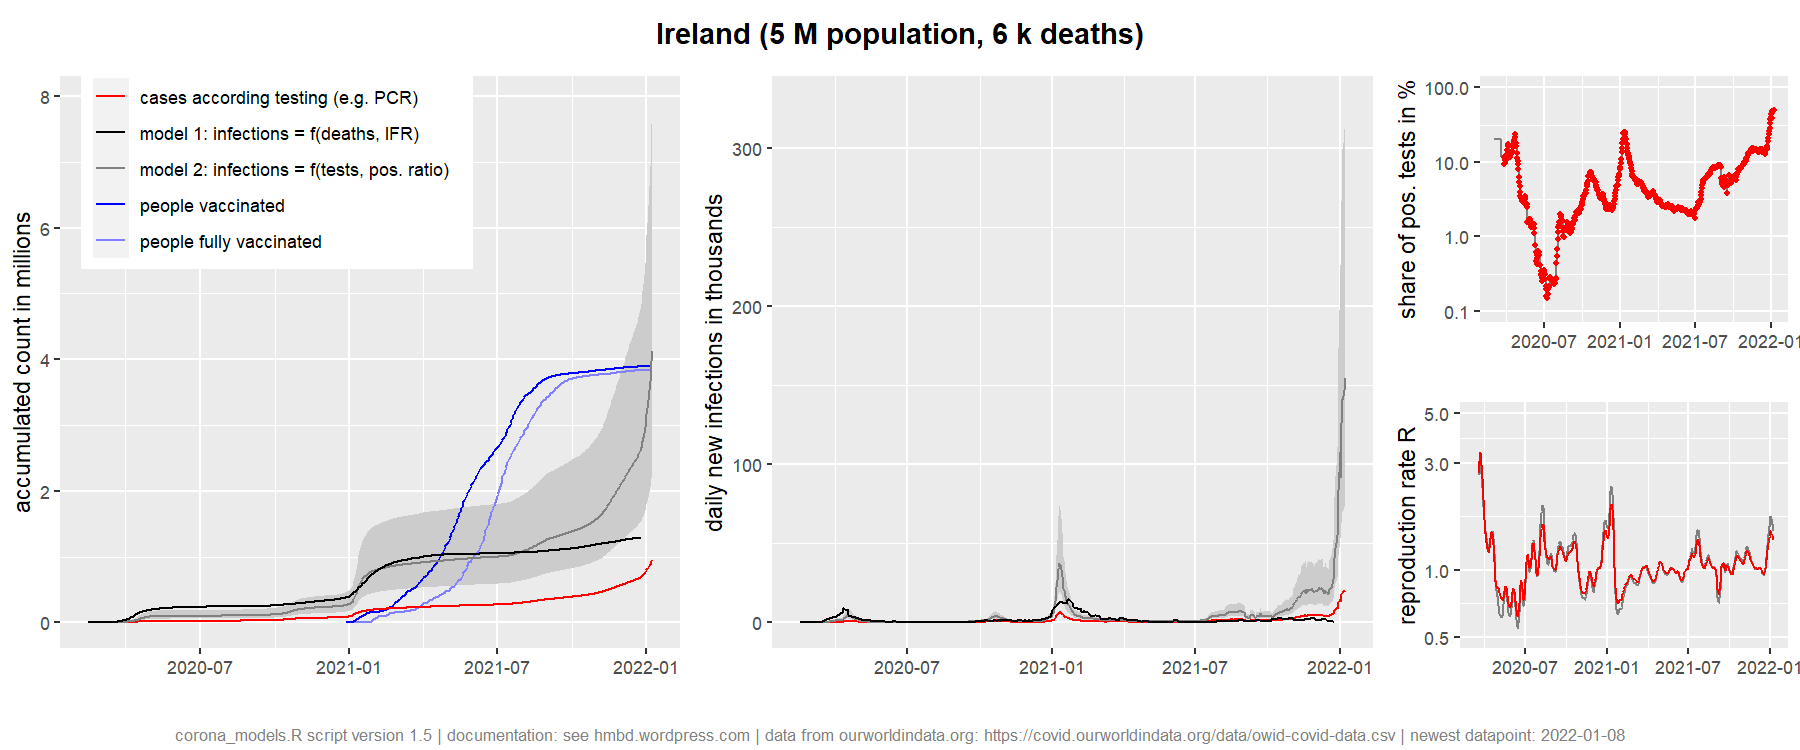 Ireland (5 M population, 6 k deaths)
accumulated count in millions
8
6
4
2
0
cases according testing (e.g. PCR)
model 1: infections = f(deaths, IFR)
model 2: infections = f(tests, pos. ratio)
people vaccinated
people fully vaccinated
2020-07 2021-01 2021-07 2022-01
daily new infections in thousands
300
200
100
0
2020-07 2021-01 2021-07 2022-01
share of pos. tests in %
100.0
10.0
1.0
0.1
2020-07 2021-01 2021-07 2022-01
reproduction rate R
5.0
3.0
1.0
0.5
2020-07 2021-01 2021-07 2022-01
corona_models.R script version 1.5 | documentation: see hmbd.wordpress.com | data from ourworldindata.org: https://covid.ourworldindata.org/data/owid-covid-data.csv | newest datapoint: 2022-01-08